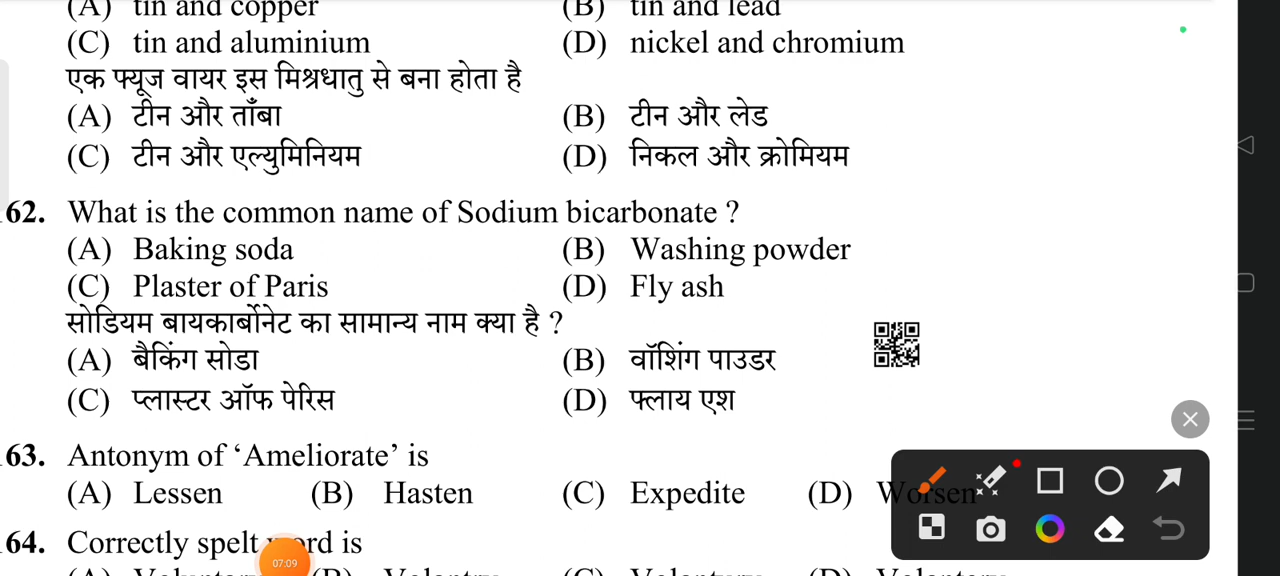 (A) tin and copper (B) tin and lead
(C) tin and aluminium (D) nickel and chromium
एक फ्यूज वायर इस मिश्रधातु से बना होता है
(A) टीन और ताँबा (B) टीन और लेड
(C) टीन और एल्युमिनियम (D) निकल और क्रोमियम
62. What is the common name of Sodium bicarbonate ?
(A) Baking soda (B) Washing powder
(C) Plaster of Paris (D) Fly ash
सोडियम बायकार्बोनेट का सामान्य नाम क्या है ?
(A) बैकिंग सोडा (B) वॉशिंग पाउडर
(C) प्लास्टर ऑफ पेरिस (D) फ्लाय एश
63. Antonym of ‘Ameliorate’ is
(A) Lessen (B) Hasten (C) Expedite (D) Worsen
64. Correctly spelt word is
07:09